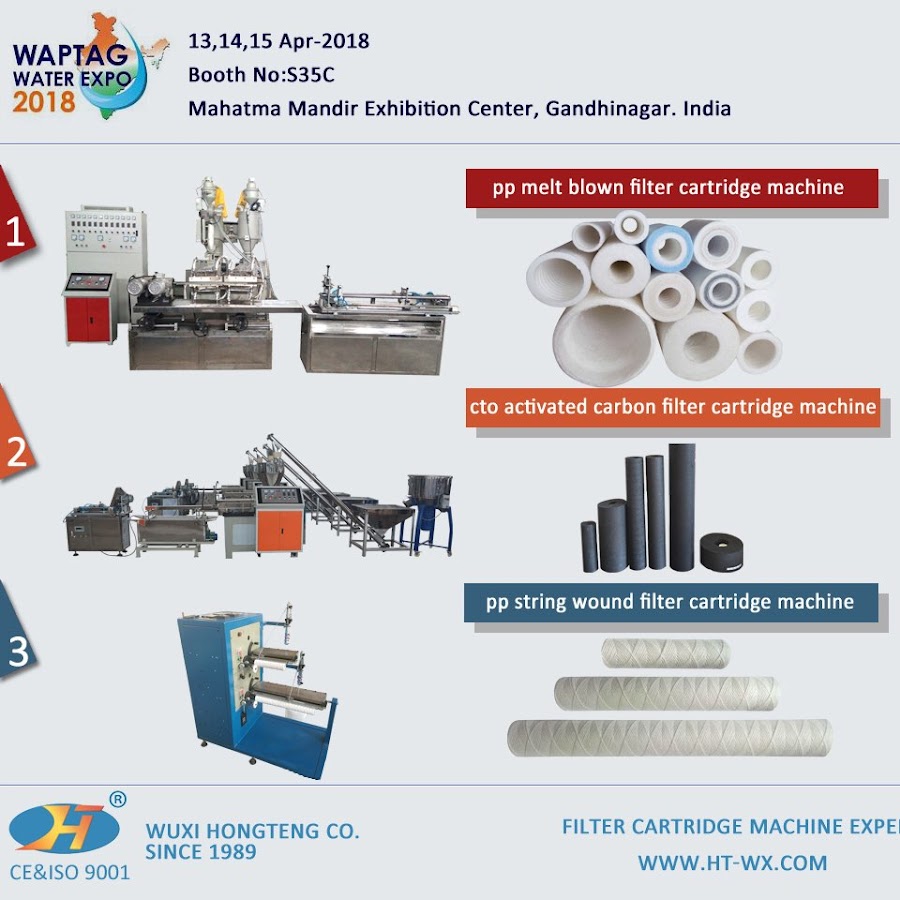 WAPTAG
WATER EXPO
2018
13,14,15 Apr-2018
Booth No:S35C
Mahatma Mandir Exhibition Center, Gandhinagar. India
1
pp melt blown filter cartridge machine
2
cto activated carbon filter cartridge machine
3
pp string wound filter cartridge machine
HT®
CE&ISO 9001
WUXI HONGTENG CO.
SINCE 1989
FILTER CARTRIDGE MACHINE EXPE
WWW.HT-WX.COM